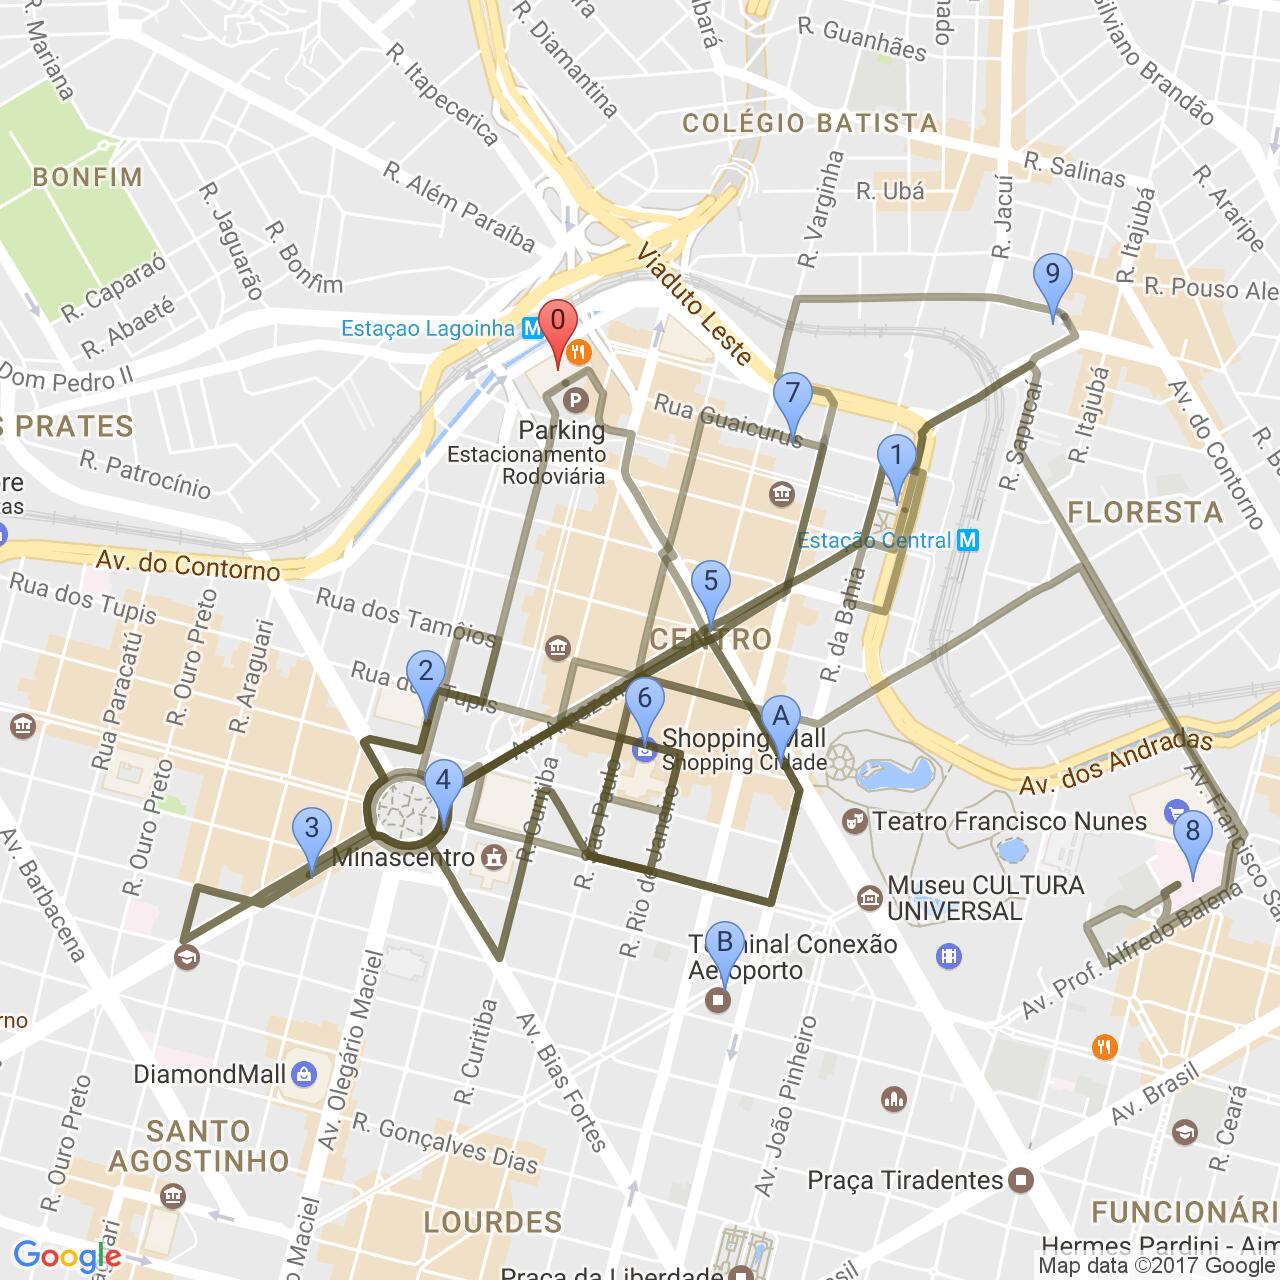 R. Mariana
R. Diamantina
R. Guanhães
Silviano Brandão
R. Itapecerica
COLÉGIO BATISTA
BONFIM
R. Além Paraíba
R. Salinas
R. Ubá
R. Varginha
R. Jacuí
R. Itajubá
R. Araripe
R. Jaguarão
R. Bonfim
R. Caparaó
R. Abaeté
Viaduto Leste
9
R. Pouso Ale
Estaçao Lagoinha
M
0
Dom Pedro II
S PRATES
R. Patrocínio
P
Parking
Estacionamento
Rodoviária
Rua Guaicurus
7
1
R. Sapucaí
R. Itajubá
Av. do Contorno
FLORESTA
Estacão Central
M
Av. do Contorno
Rua dos Tupis
Rua dos Tamôios
Rua dos Tupis
R. Ouro Preto
R. Araguari
Rua Paracatú
5
CENTRO
R. da Bahia
2
6
A
Av. Amazonas
Shopping Mall
Shopping Cidade
Av. dos Andradas
4
3
R. Curitiba
R. São Paulo
R. Rio de Janeiro
Minascentro
Teatro Francisco Nunes
8
Av. Francisco Sa
R. Ouro Preto
Av. Barbacena
Museu CULTURA
UNIVERSAL
B
Terminal Conexão
Aeroporto
Av. Prof. Alfredo Balena
orno
R. Curitiba
Av. Olegário Maciel
Av. Bias Fortes
Av. João Pinheiro
DiamondMall
Av. Brasil
R. Ceará
R. Ouro Preto
R. Gonçalves Dias
SANTO
AGOSTINHO
Praça Tiradentes
LOURDES
FUNCIONÁRI
Hermes Pardini - Aim
Google
Praça da Liberdade
Map data ©2017 Google